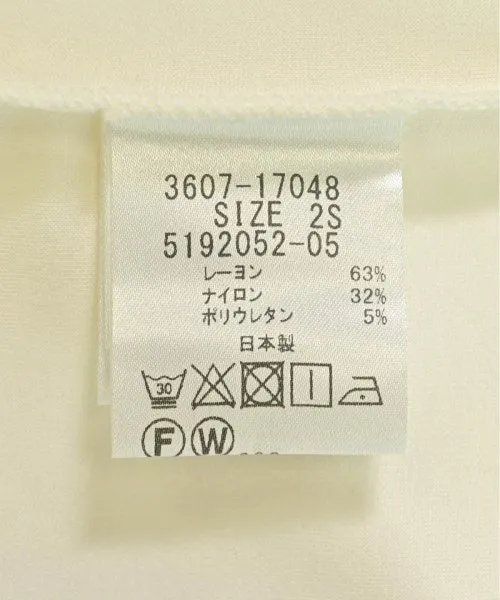 3607-17048
SIZE 2S
5192052-05
レーヨン 63%
ナイロン 32%
ポリウレタン 5%
日本製
30
F W